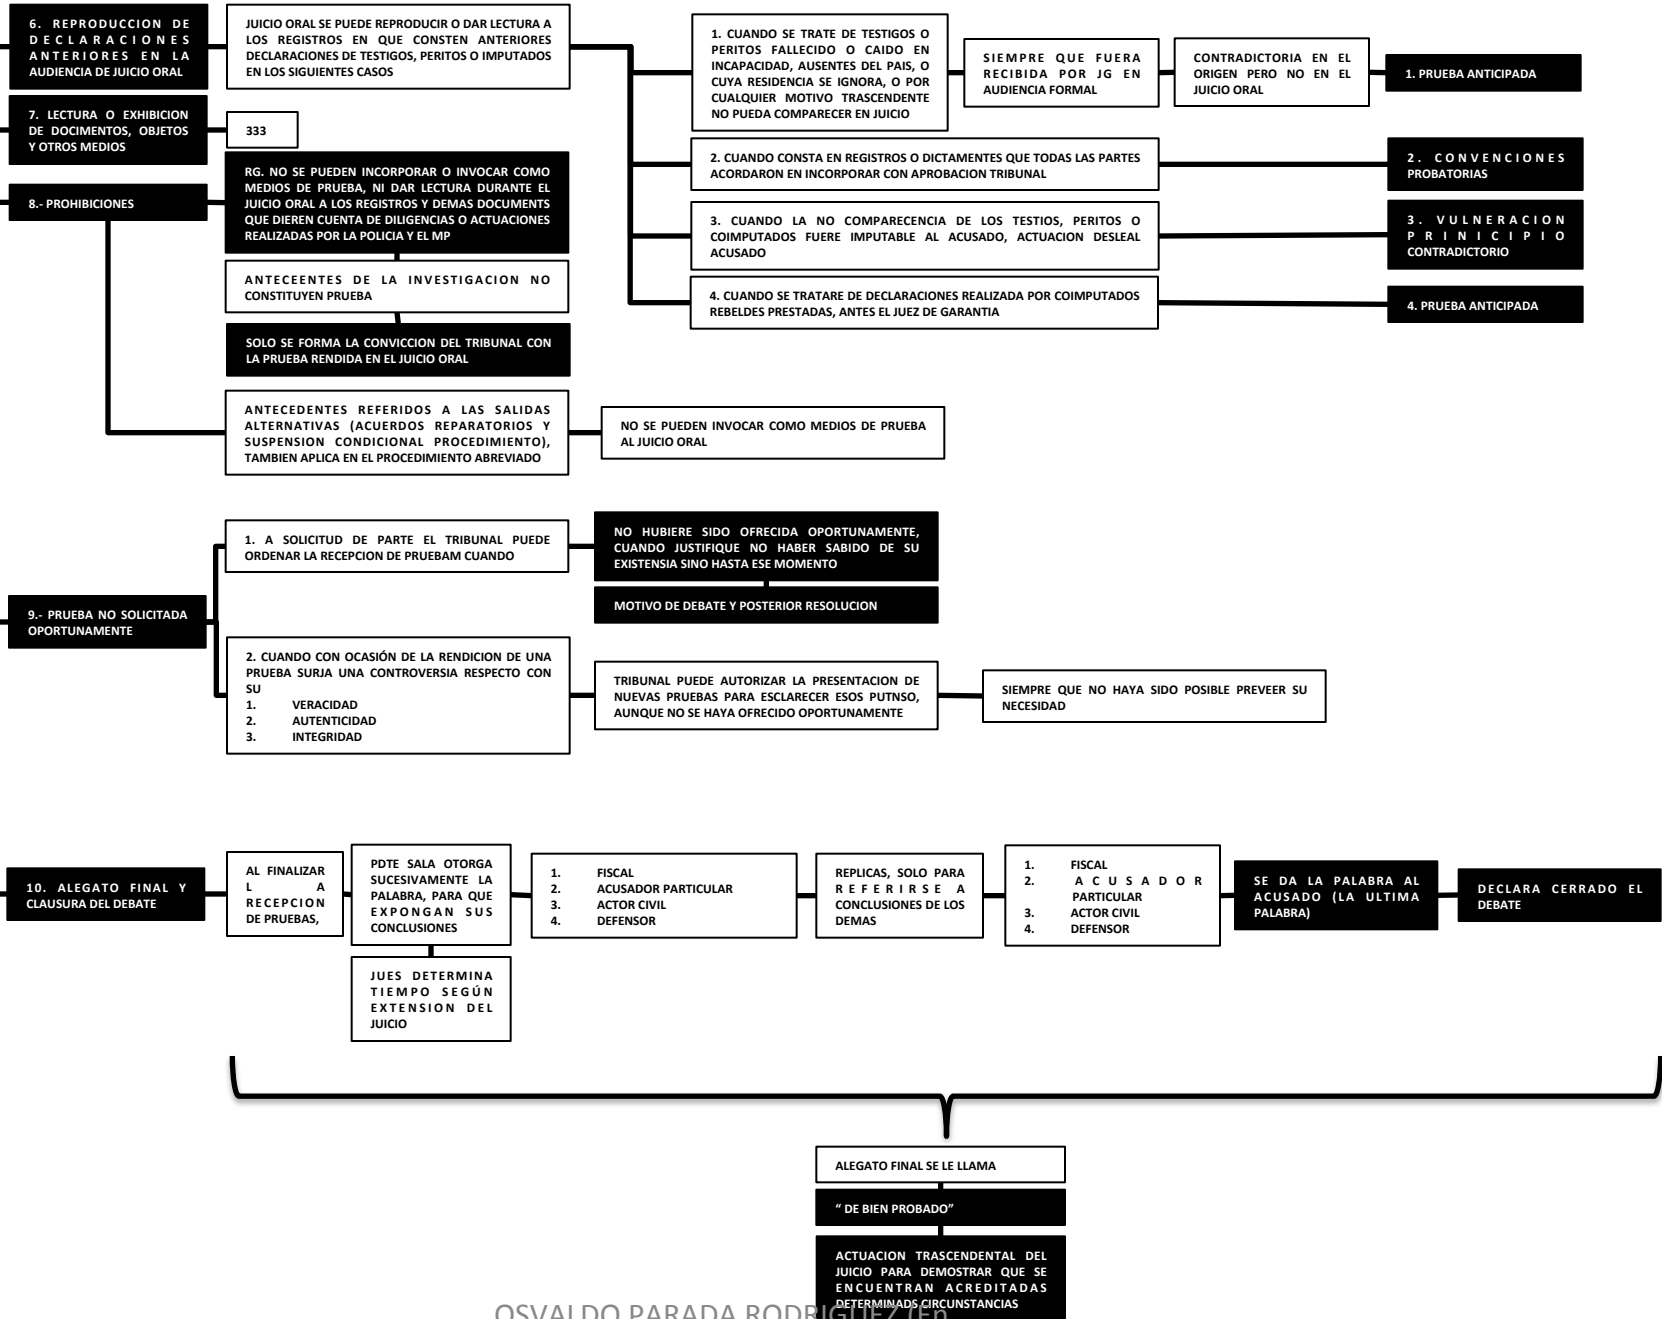 6. REPRODUCCION DE
DECLARACIONES
ANTERIORES EN LA
AUDIENCIA DE JUICIO ORAL
JUICIO ORAL SE PUEDE REPRODUCIR O DAR LECTURA A
LOS REGISTROS EN QUE CONSTEN ANTERIORES
DECLARACIONES DE TESTIGOS, PERITOS O IMPUTADOS
EN LOS SIGUIENTES CASOS
1. CUANDO SE TRATE DE TESTIGOS O
PERITOS FALLECIDO O CAIDO EN
INCAPACIDAD, AUSENTES DEL PAIS, O
CUYA RESIDENCIA SE IGNORA, O POR
CUALQUIER MOTIVO TRASCENDENTE
NO PUEDA COMPARECER EN JUICIO
SIEMPRE QUE FUERA
RECIBIDA POR JG EN
AUDIENCIA FORMAL
CONTRADICTORIA EN EL
ORIGEN PERO NO EN EL
JUICIO ORAL
1. PRUEBA ANTICIPADA
2. CUANDO CONSTA EN REGISTROS O DICTAMENTES QUE TODAS LAS PARTES
ACORDARON EN INCORPORAR CON APROBACION TRIBUNAL
2. CONVENCIONES
PROBATORIAS
3. CUANDO LA NO COMPARECENCIA DE LOS TESTIOS, PERITOS O
COIMPUTADOS FUERE IMPUTABLE AL ACUSADO, ACTUACION DESLEAL
ACUSADO
3. VULNERACION
PRINICIPIO
CONTRADICTORIO
4. CUANDO SE TRATARE DE DECLARACIONES REALIZADA POR COIMPUTADOS
REBELDES PRESTADAS, ANTES EL JUEZ DE GARANTIA
4. PRUEBA ANTICIPADA
7. LECTURA O EXHIBICION
DE DOCIMENTOS, OBJETOS
Y OTROS MEDIOS
333
8.- PROHIBICIONES
RG. NO SE PUEDEN INCORPORAR O INVOCAR COMO
MEDIOS DE PRUEBA, NI DAR LECTURA DURANTE EL
JUICIO ORAL A LOS REGISTROS Y DEMAS DOCUMENTS
QUE DIEREN CUENTA DE DILIGENCIAS O ACTUACIONES
REALIZADAS POR LA POLICIA Y EL MP
ANTECEENTES DE LA INVESTIGACION NO
CONSTITUYEN PRUEBA
SOLO SE FORMA LA CONVICCION DEL TRIBUNAL CON
LA PRUEBA RENDIDA EN EL JUICIO ORAL
ANTECEDENTES REFERIDOS A LAS SALIDAS
ALTERNATIVAS (ACUERDOS REPARATORIOS Y
SUSPENSION CONDICIONAL PROCEDIMIENTO),
TAMBIEN APLICA EN EL PROCEDIMIENTO ABREVIADO
NO SE PUEDEN INVOCAR COMO MEDIOS DE PRUEBA
AL JUICIO ORAL
9.- PRUEBA NO SOLICITADA
OPORTUNAMENTE
1. A SOLICITUD DE PARTE EL TRIBUNAL PUEDE
ORDENAR LA RECEPCION DE PRUEBAM CUANDO
NO HUBIERE SIDO OFRECIDA OPORTUNAMENTE,
CUANDO JUSTIFIQUE NO HABER SABIDO DE SU
EXISTENSIA SINO HASTA ESE MOMENTO
MOTIVO DE DEBATE Y POSTERIOR RESOLUCION
2. CUANDO CON OCASIÓN DE LA RENDICION DE UNA
PRUEBA SURJA UNA CONTROVERSIA RESPECTO CON
SU
1. VERACIDAD
2. AUTENTICIDAD
3. INTEGRIDAD
TRIBUNAL PUEDE AUTORIZAR LA PRESENTACION DE
NUEVAS PRUEBAS PARA ESCLARECER ESOS PUTNSO,
AUNQUE NO SE HAYA OFRECIDO OPORTUNAMENTE
SIEMPRE QUE NO HAYA SIDO POSIBLE PREVEER SU
NECESIDAD
10. ALEGATO FINAL Y
CLAUSURA DEL DEBATE
AL FINALIZAR
LA
RECEPCION
DE PRUEBAS,
PDTE SALA OTORGA
SUCESIVAMENTE LA
PALABRA, PARA QUE
EXPONGAN SUS
CONCLUSIONES
JUES DETERMINA
TIEMPO SEGÚN
EXTENSION DEL
JUICIO
1. FISCAL
2. ACUSADOR PARTICULAR
3. ACTOR CIVIL
4. DEFENSOR
REPLICAS, SOLO PARA
REFERIRSE A
CONCLUSIONES DE LOS
DEMAS
1. FISCAL
2. ACUSADOR
PARTICULAR
3. ACTOR CIVIL
4. DEFENSOR
SE DA LA PALABRA AL
ACUSADO (LA ULTIMA
PALABRA)
DECLARA CERRADO EL
DEBATE
ALEGATO FINAL SE LE LLAMA
“ DE BIEN PROBADO”
ACTUACION TRASCENDENTAL DEL
JUICIO PARA DEMOSTRAR QUE SE
ENCUENTRAN ACREDITADAS
DETERMINADS CIRCUNSTANCIAS
OSVALDO PARADA RODRIGUEZ (En